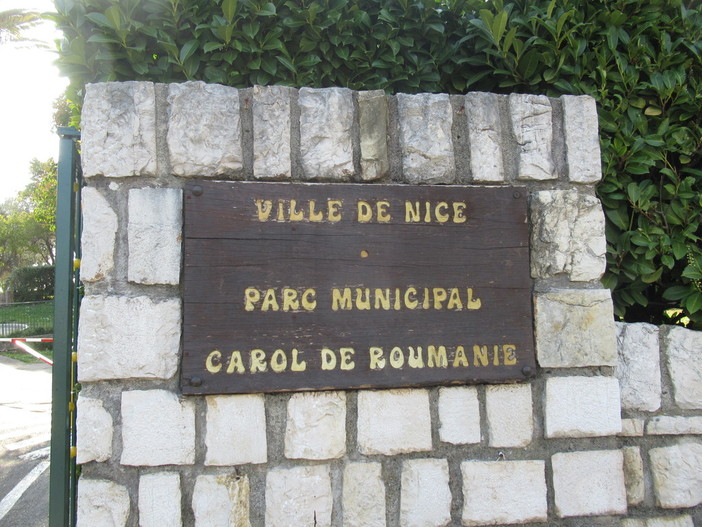 VILLE DE NICE
PARC MUNICIPAL
CAROL DE ROUMANIE